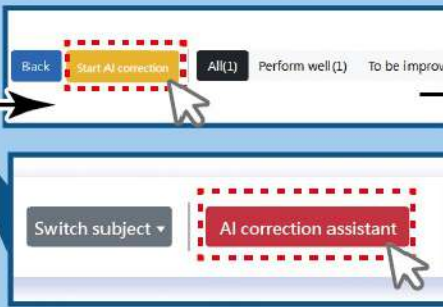 Back Start AI correction All(1) Perform well(1) To be improv
Switch subject AI correction assistant